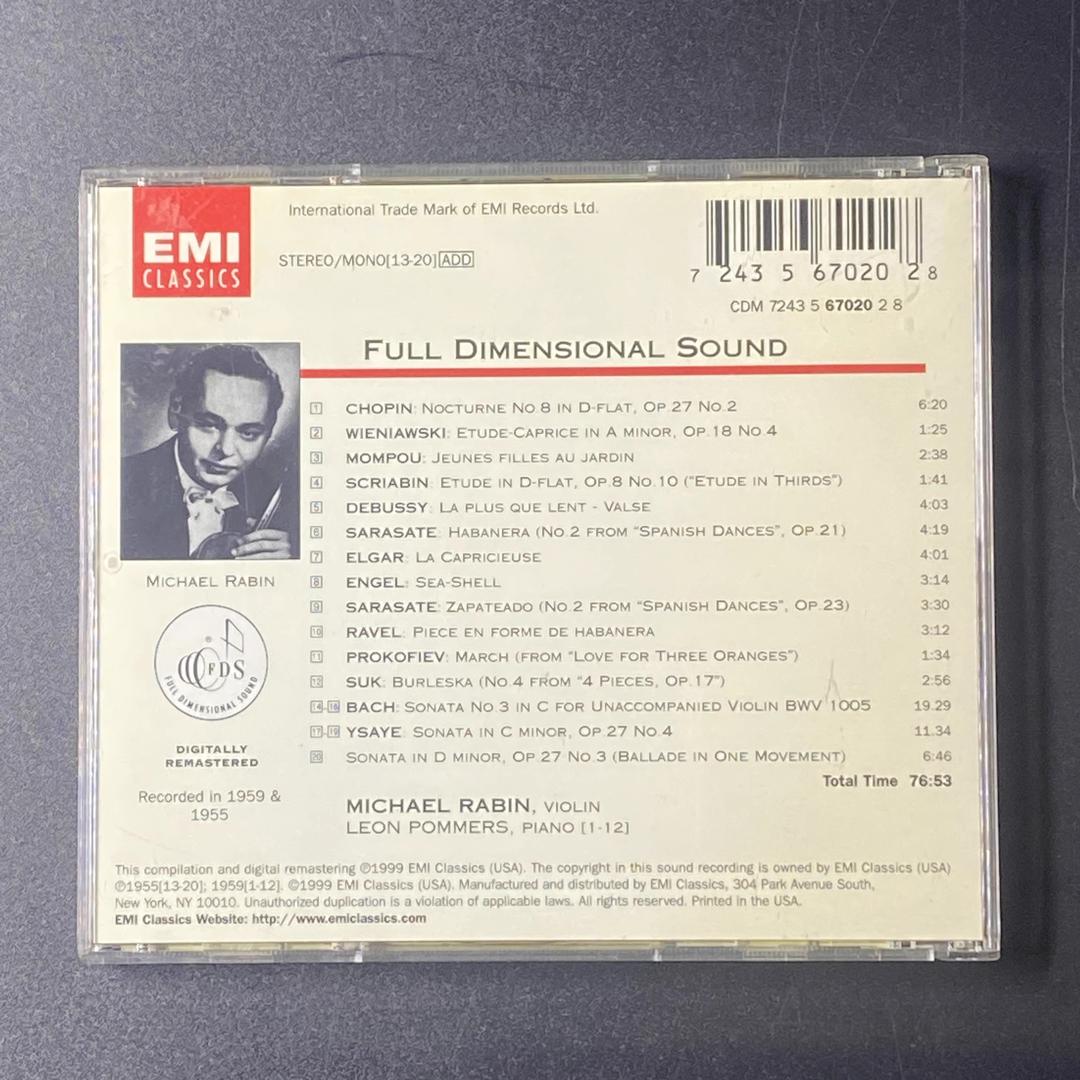 EMI
CLASSICS
International Trade Mark of EMI Records Ltd.
STEREO/MONO[13-20] ADD
7 243 5 67020 2 8
CDM 7243 5 67020 2 8
FULL DIMENSIONAL SOUND
1 CHOPIN: NOCTURNE NO.8 IN D-FLAT, OP.27 NO.2 6:20
2 WIENIAWSKI: ETUDE-CAPRICE IN A MINOR, OP.18 NO.4 1:25
3 MOMPOU: JEUNES FILLES AU JARDIN 2:38
4 SCRIABIN: ETUDE IN D-FLAT, OP.8 NO.10 ("ETUDE IN THIRDS") 1:41
5 DEBUSSY: LA PLUS QUE LENT - VALSE 4:03
6 SARASATE: HABANERA (NO.2 FROM "SPANISH DANCES", OP.21) 4:19
7 ELGAR: LA CAPRICIEUSE 4:01
8 ENGEL: SEA-SHELL 3:14
9 SARASATE: ZAPATEADO (NO.2 FROM "SPANISH DANCES", OP.23) 3:30
10 RAVEL: PIECE EN FORME DE HABANERA 3:12
11 PROKOFIEV: MARCH (FROM "LOVE FOR THREE ORANGES") 1:34
12 SUK: BURLESKA (NO.4 FROM "4 PIECES, OP.17") 2:56
14-16 BACH: SONATA NO.3 IN C FOR UNACCOMPANIED VIOLIN BWV 1005 19.29
17-19 YSAYE: SONATA IN C MINOR, OP.27 NO.4 11.34
20 SONATA IN D MINOR, OP.27 NO.3 (BALLADE IN ONE MOVEMENT) 6:46
Total Time 76:53
MICHAEL RABIN
® FDS
FULL DIMENSIONAL SOUND
DIGITALLY
REMASTERED
Recorded in 1959 &
1955
MICHAEL RABIN, VIOLIN
LEON POMMERS, PIANO [1-12]
This compilation and digital remastering ℗1999 EMI Classics (USA). The copyright in this sound recording is owned by EMI Classics (USA)
℗1955[13-20]; 1959[1-12]. ©1999 EMI Classics (USA). Manufactured and distributed by EMI Classics, 304 Park Avenue South,
New York, NY 10010. Unauthorized duplication is a violation of applicable laws. All rights reserved. Printed in the USA.
EMI Classics Website: http://www.emiclassics.com